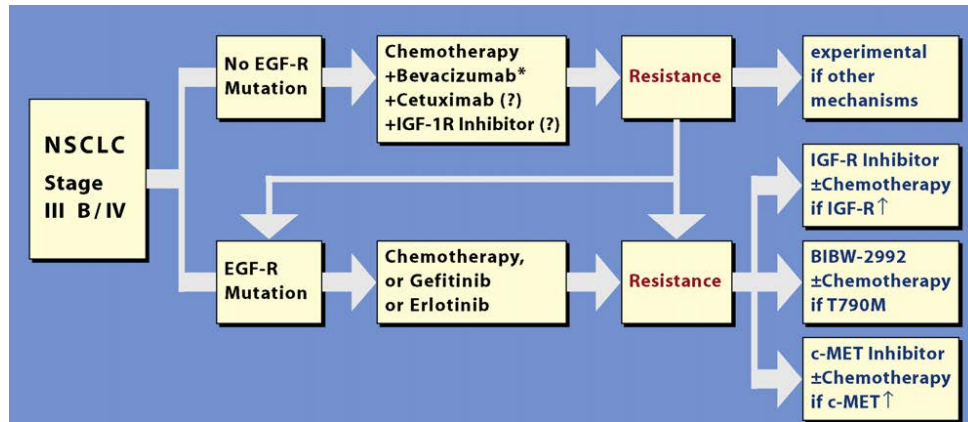 NSCLC
Stage
III B/IV
No EGF-R
Mutation
Chemotherapy
+Bevacizumab*
+Cetuximab (?)
+IGF-1R Inhibitor (?)
Resistance
experimental
if other
mechanisms
EGF-R
Mutation
Chemotherapy,
or Gefitinib
or Erlotinib
Resistance
IGF-R Inhibitor
±Chemotherapy
if IGF-R↑
BIBW-2992
±Chemotherapy
if T790M
c-MET Inhibitor
±Chemotherapy
if c-MET↑